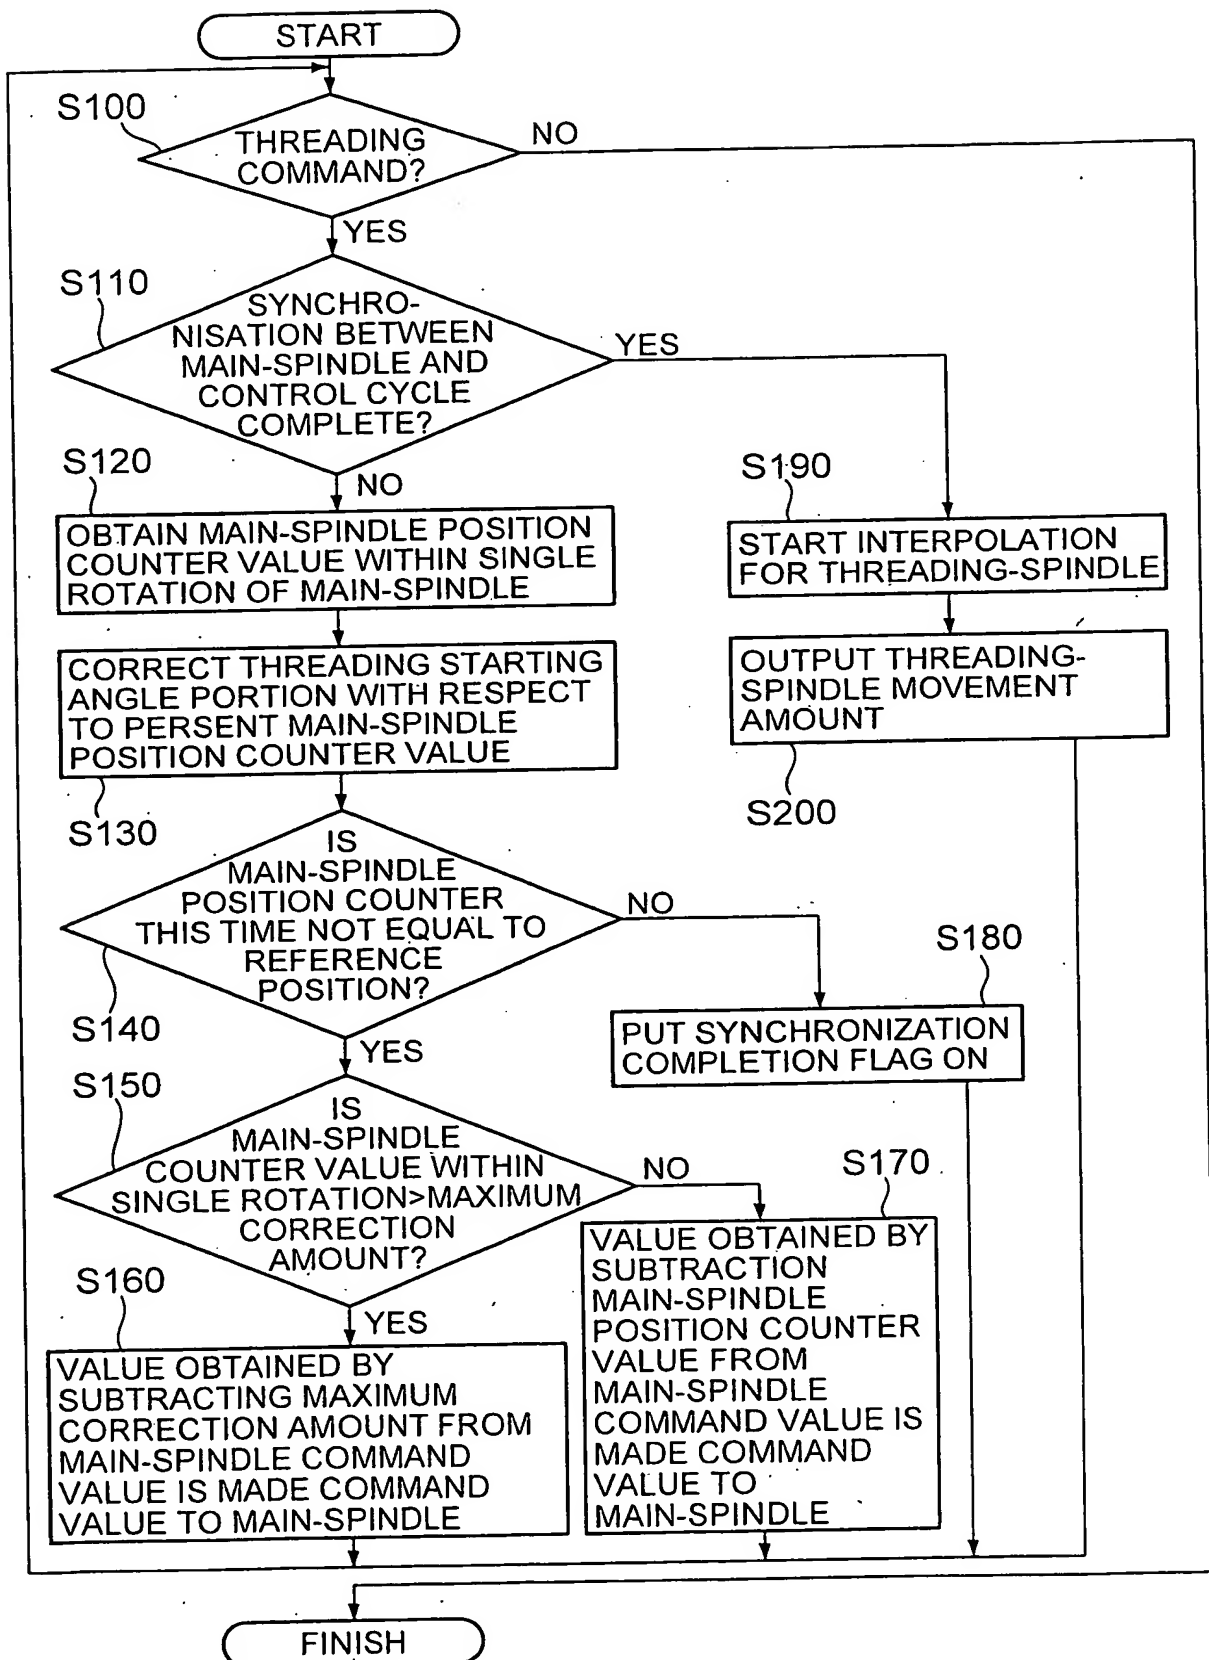 START
S100
THREADING
COMMAND?
NO
YES
S110
SYNCHRO-
NISATION BETWEEN
MAIN-SPINDLE AND
CONTROL CYCLE
COMPLETE?
YES
NO
S120
OBTAIN MAIN-SPINDLE POSITION
COUNTER VALUE WITHIN SINGLE
ROTATION OF MAIN-SPINDLE
S190
START INTERPOLATION
FOR THREADING-SPINDLE
CORRECT THREADING STARTING
ANGLE PORTION WITH RESPECT
TO PERSENT MAIN-SPINDLE
POSITION COUNTER VALUE
S130
OUTPUT THREADING-
SPINDLE MOVEMENT
AMOUNT
S200
IS
MAIN-SPINDLE
POSITION COUNTER
THIS TIME NOT EQUAL TO
REFERENCE
POSITION?
NO
S140
YES
S180
PUT SYNCHRONIZATION
COMPLETION FLAG ON
S150
IS
MAIN-SPINDLE
COUNTER VALUE WITHIN
SINGLE ROTATION>MAXIMUM
CORRECTION
AMOUNT?
NO
YES
S160
VALUE OBTAINED BY
SUBTRACTING MAXIMUM
CORRECTION AMOUNT FROM
MAIN-SPINDLE COMMAND
VALUE IS MADE COMMAND
VALUE TO MAIN-SPINDLE
S170
VALUE OBTAINED BY
SUBTRACTION
MAIN-SPINDLE
POSITION COUNTER
VALUE FROM
MAIN-SPINDLE
COMMAND VALUE IS
MADE COMMAND
VALUE TO
MAIN-SPINDLE
FINISH